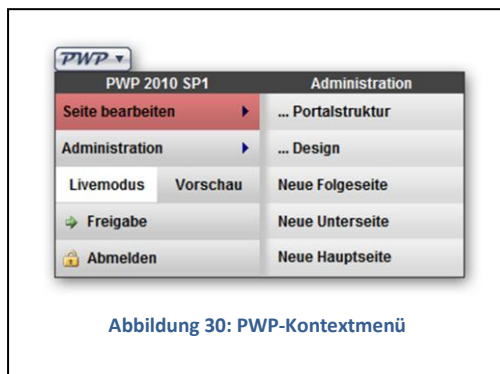 PWP
PWP 2010 SP1 Administration
Seite bearbeiten ... Portalstruktur
Administration ... Design
Livemodus Vorschau Neue Folgeseite
Freigabe Neue Unterseite
Abmelden Neue Hauptseite
Abbildung 30: PWP-Kontextmenü